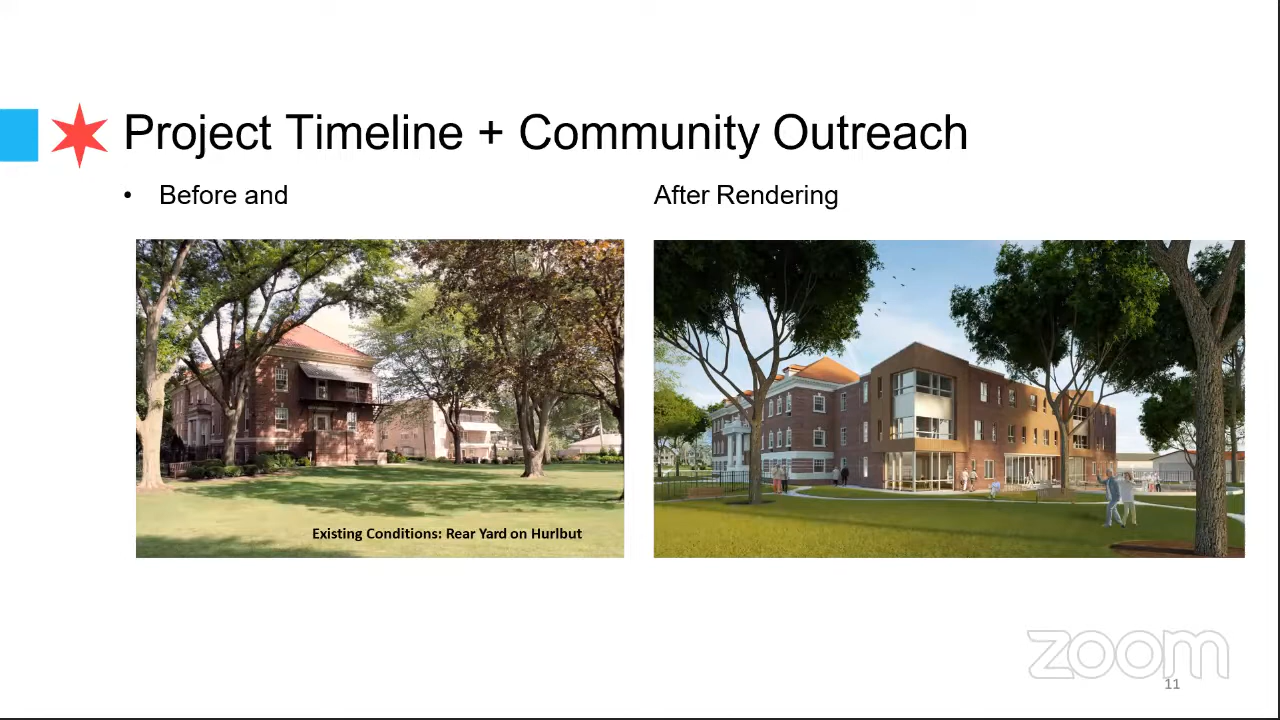 Project Timeline + Community Outreach
• Before and
After Rendering
Existing Conditions: Rear Yard on Hurlbut
zoom
11